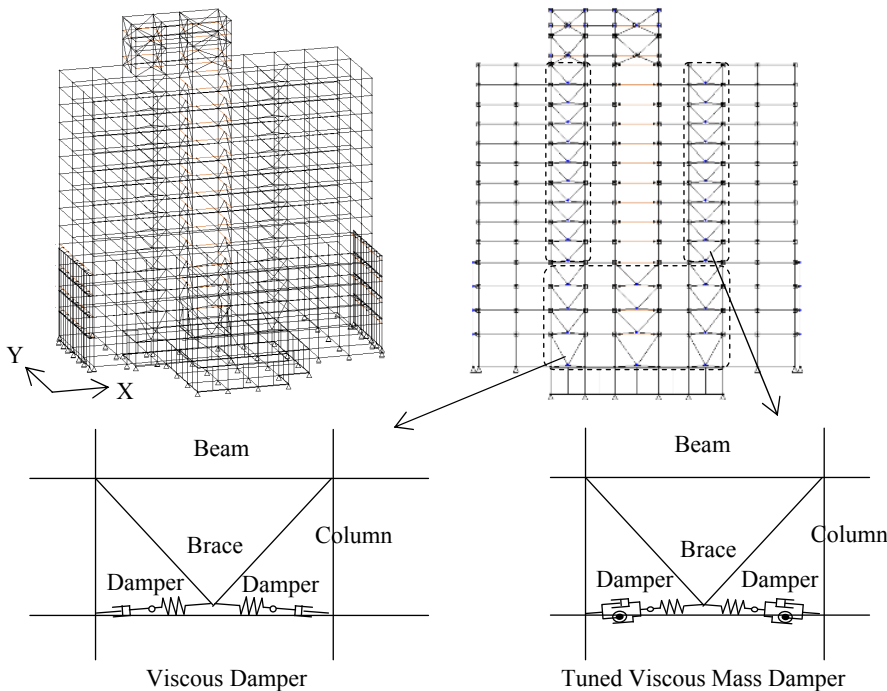 Y
X
Beam
Brace
Column
Damper
Damper
Viscous Damper
Beam
Brace
Column
Damper
Damper
Tuned Viscous Mass Damper